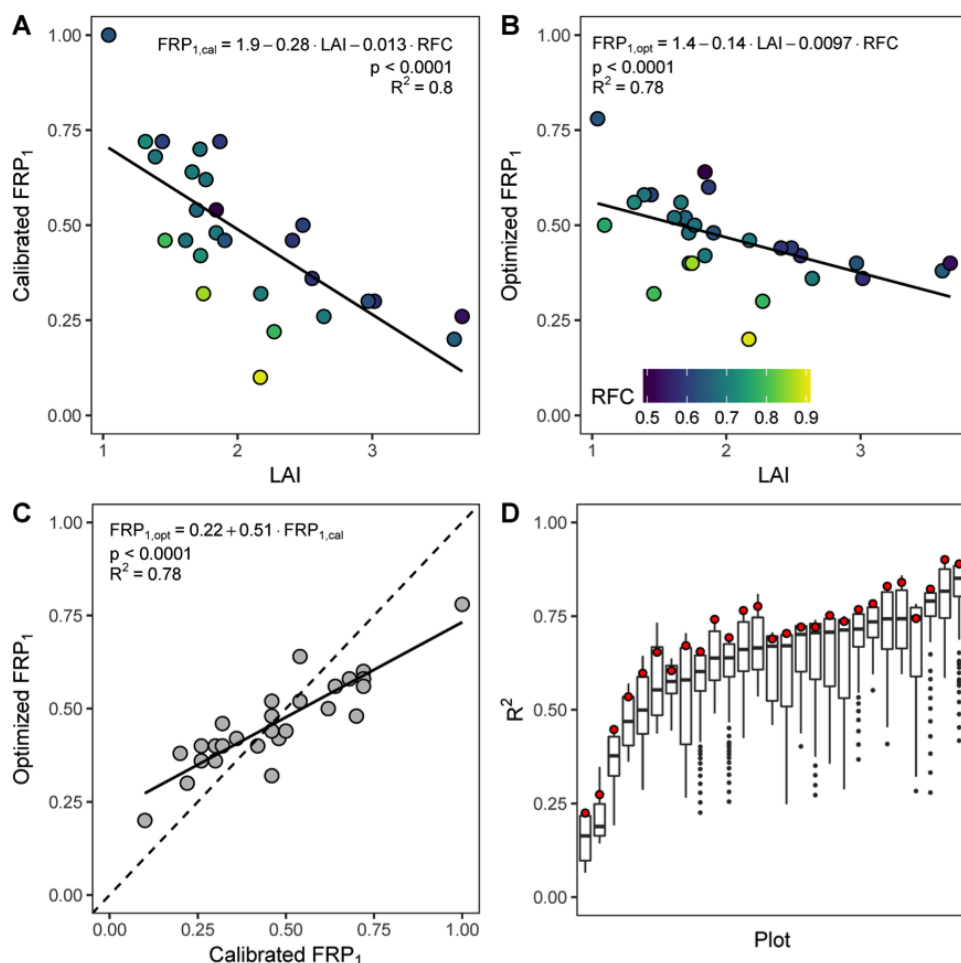 A
FRP1,cal = 1.9 − 0.28 · LAI − 0.013 · RFC
p < 0.0001
R² = 0.8
1.00
0.75
0.50
0.25
0.00
Calibrated FRP₁
1 2 3
LAI
B
FRP1,opt = 1.4 − 0.14 · LAI − 0.0097 · RFC
p < 0.0001
R² = 0.78
1.00
0.75
0.50
0.25
0.00
Optimized FRP₁
RFC
0.5 0.6 0.7 0.8 0.9
1 2 3
LAI
C
FRP1,opt = 0.22 + 0.51 · FRP1,cal
p < 0.0001
R² = 0.78
1.00
0.75
0.50
0.25
0.00
Optimized FRP₁
0.00 0.25 0.50 0.75 1.00
Calibrated FRP₁
D
1.00
0.75
0.50
0.25
0.00
R²
Plot